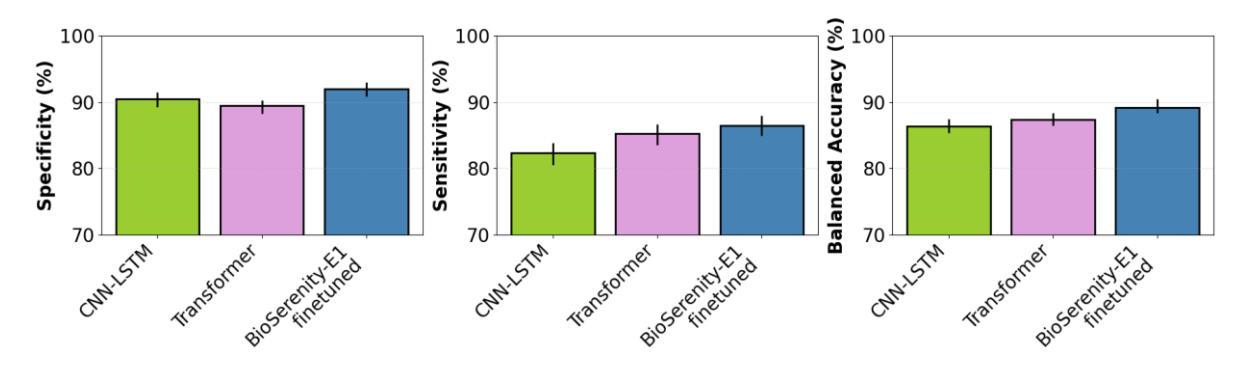 Specificity (%)
100
90
80
70
CNN-LSTM
Transformer
BioSerenity-E1
finetuned
Sensitivity (%)
100
90
80
70
CNN-LSTM
Transformer
BioSerenity-E1
finetuned
Balanced Accuracy (%)
100
90
80
70
CNN-LSTM
Transformer
BioSerenity-E1
finetuned